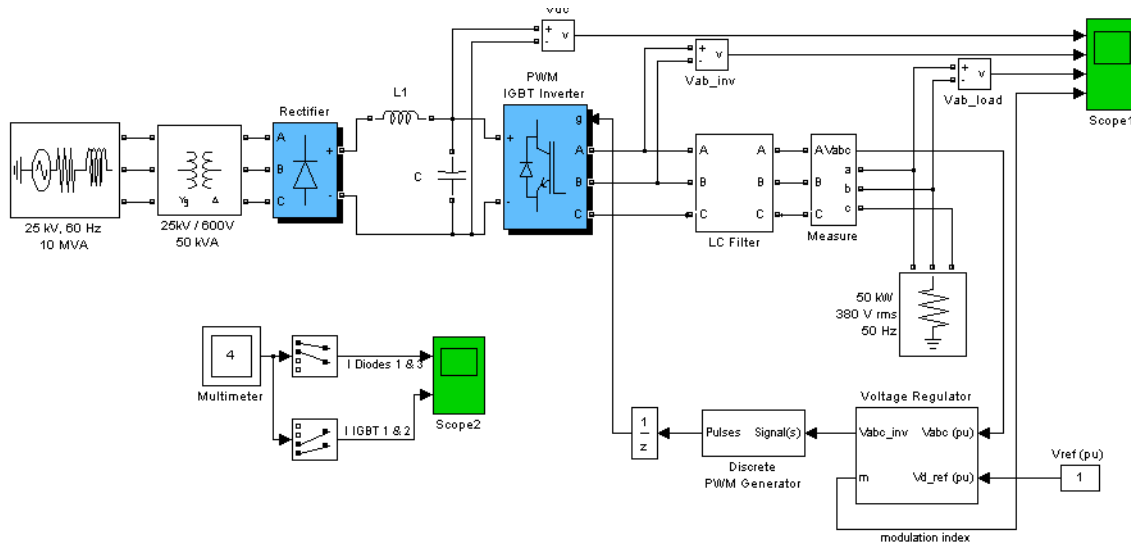 Vdc
+
-
v
+
-
v
Vab_inv
+
-
v
Vab_load
Scope1
PWM
IGBT Inverter
L1
Rectifier
A
B
C
+
-
C
+
-
g
A
B
C
A
B
C
A
B
C
LC Filter
A
B
C
Vabc
a
b
c
Measure
Yg
Δ
25 kV, 60 Hz
10 MVA
25kV / 600V
50 kVA
50 kW
380 V rms
50 Hz
4
Multimeter
I Diodes 1 & 3
I IGBT 1 & 2
Scope2
1
z
Pulses
Signal(s)
Discrete
PWM Generator
Voltage Regulator
Vabc_inv
Vabc (pu)
m
Vd_ref (pu)
Vref (pu)
1
modulation index